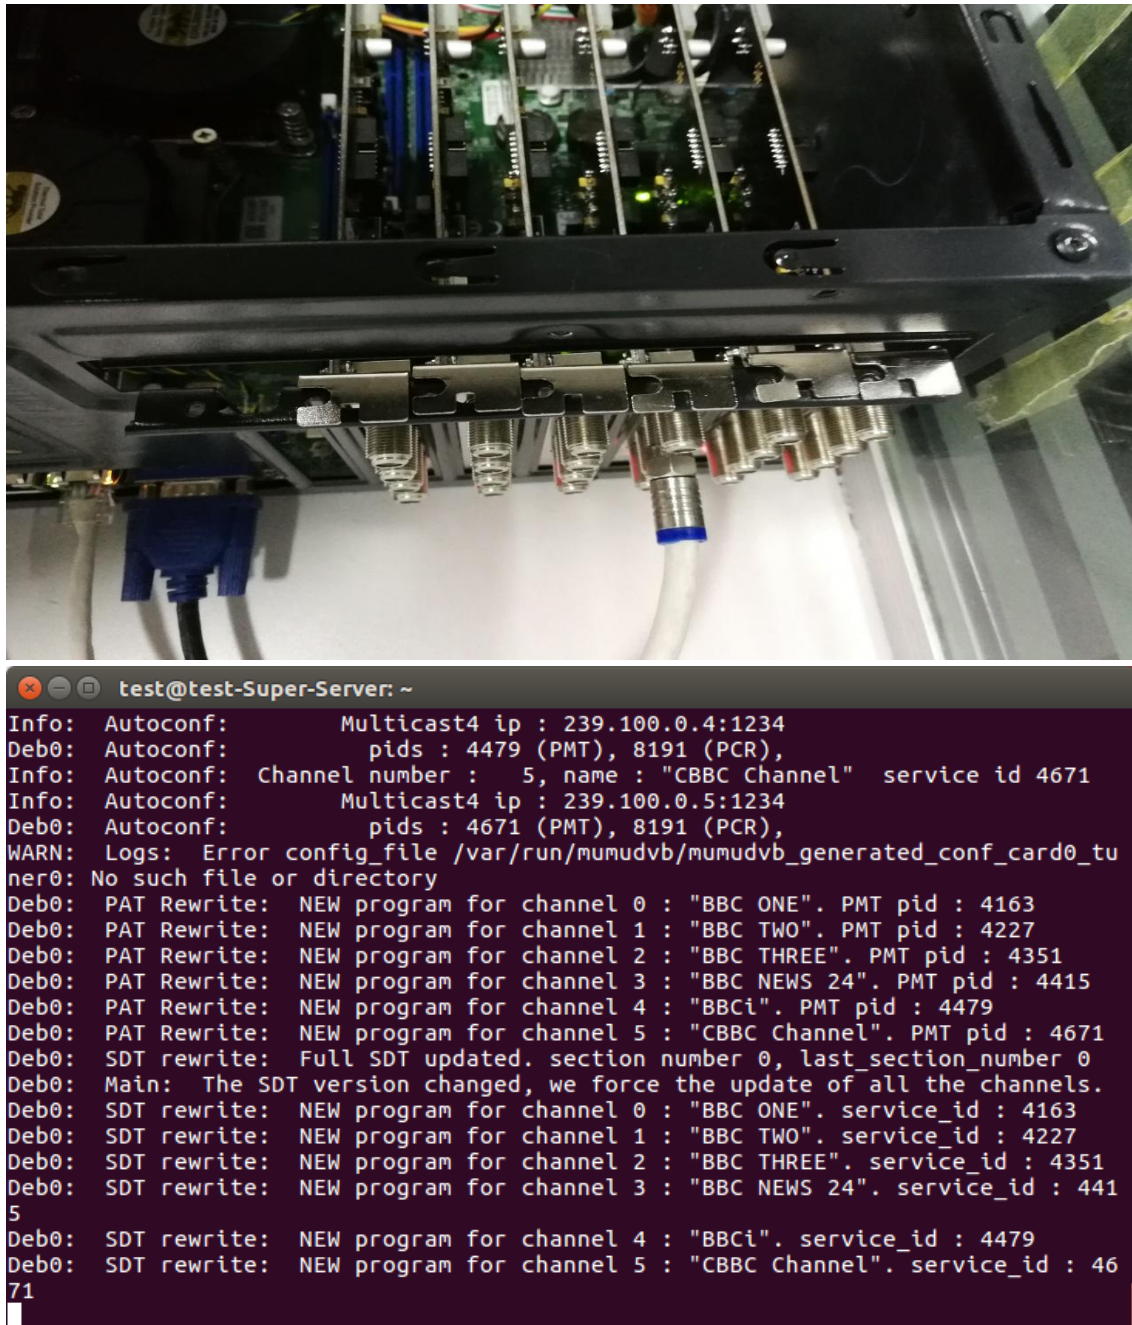 test@test-Super-Server: ~
Info:  Autoconf:         Multicast4 ip : 239.100.0.4:1234
Deb0:  Autoconf:           pids : 4479 (PMT), 8191 (PCR),
Info:  Autoconf:  Channel number :   5, name : "CBBC Channel"  service id 4671
Info:  Autoconf:         Multicast4 ip : 239.100.0.5:1234
Deb0:  Autoconf:           pids : 4671 (PMT), 8191 (PCR),
WARN:  Logs:  Error config_file /var/run/mumudvb/mumudvb_generated_conf_card0_tu
ner0: No such file or directory
Deb0:  PAT Rewrite:  NEW program for channel 0 : "BBC ONE". PMT pid : 4163
Deb0:  PAT Rewrite:  NEW program for channel 1 : "BBC TWO". PMT pid : 4227
Deb0:  PAT Rewrite:  NEW program for channel 2 : "BBC THREE". PMT pid : 4351
Deb0:  PAT Rewrite:  NEW program for channel 3 : "BBC NEWS 24". PMT pid : 4415
Deb0:  PAT Rewrite:  NEW program for channel 4 : "BBCi". PMT pid : 4479
Deb0:  PAT Rewrite:  NEW program for channel 5 : "CBBC Channel". PMT pid : 4671
Deb0:  SDT rewrite:  Full SDT updated. section number 0, last_section_number 0
Deb0:  Main:  The SDT version changed, we force the update of all the channels.
Deb0:  SDT rewrite:  NEW program for channel 0 : "BBC ONE". service_id : 4163
Deb0:  SDT rewrite:  NEW program for channel 1 : "BBC TWO". service_id : 4227
Deb0:  SDT rewrite:  NEW program for channel 2 : "BBC THREE". service_id : 4351
Deb0:  SDT rewrite:  NEW program for channel 3 : "BBC NEWS 24". service_id : 441
5
Deb0:  SDT rewrite:  NEW program for channel 4 : "BBCi". service_id : 4479
Deb0:  SDT rewrite:  NEW program for channel 5 : "CBBC Channel". service_id : 46
71